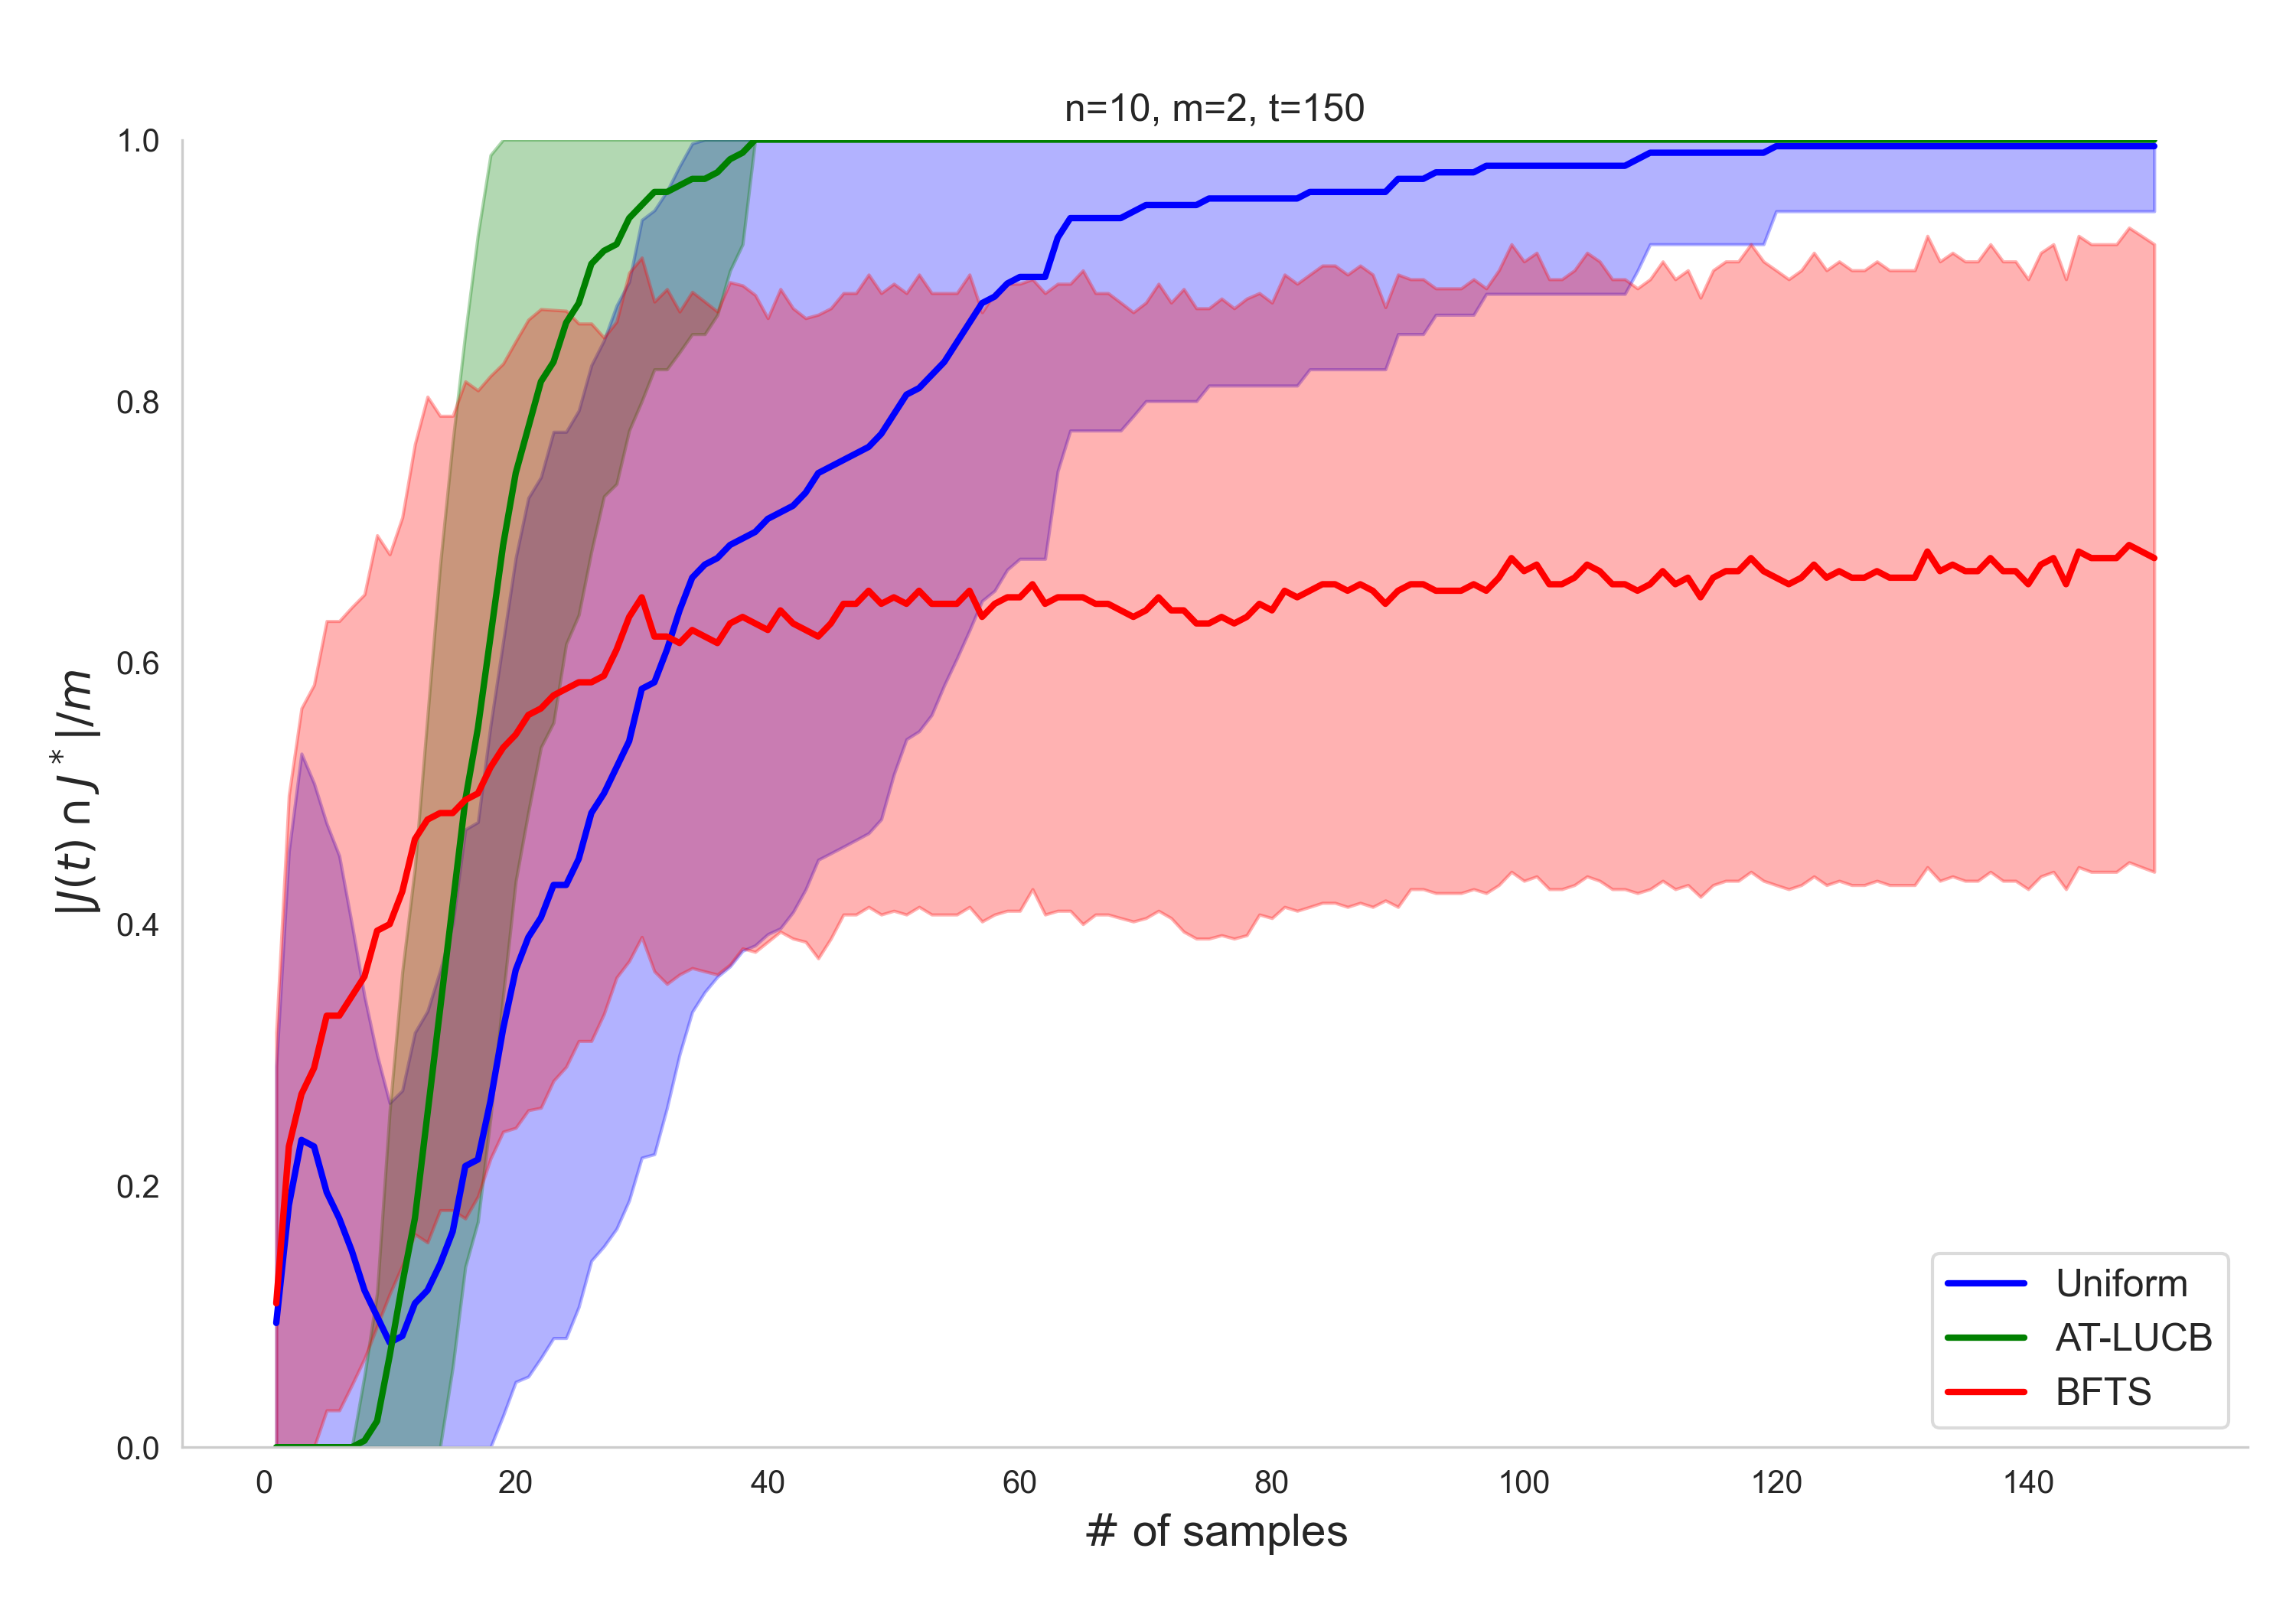 n=10, m=2, t=150
1.0
0.8
0.6
0.4
0.2
0.0
|J(t) ∩ J*|/m
0 20 40 60 80 100 120 140
# of samples
Uniform
AT-LUCB
BFTS